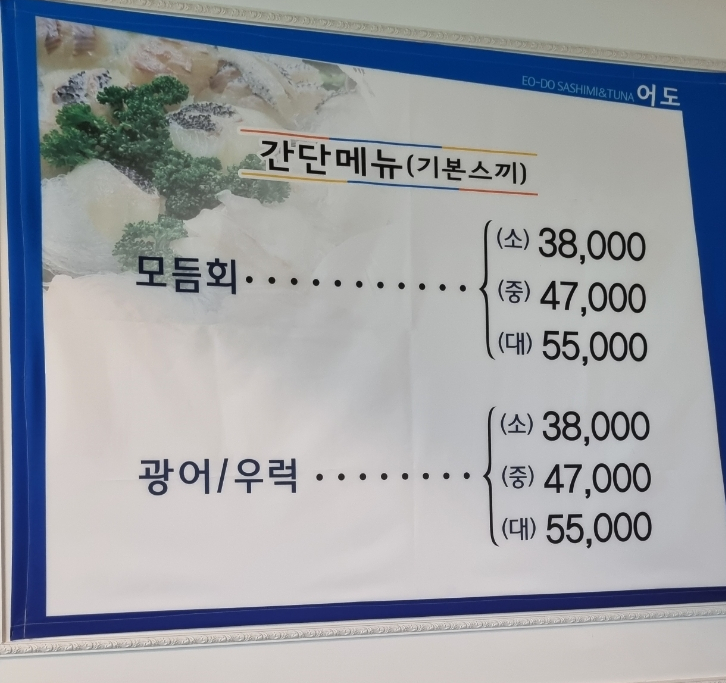 EO-DO SASHIMI&TUNA 어도
간단메뉴(기본스끼)
모듬회··········· (소) 38,000
(중) 47,000
(대) 55,000
광어/우럭 ········ (소) 38,000
(중) 47,000
(대) 55,000